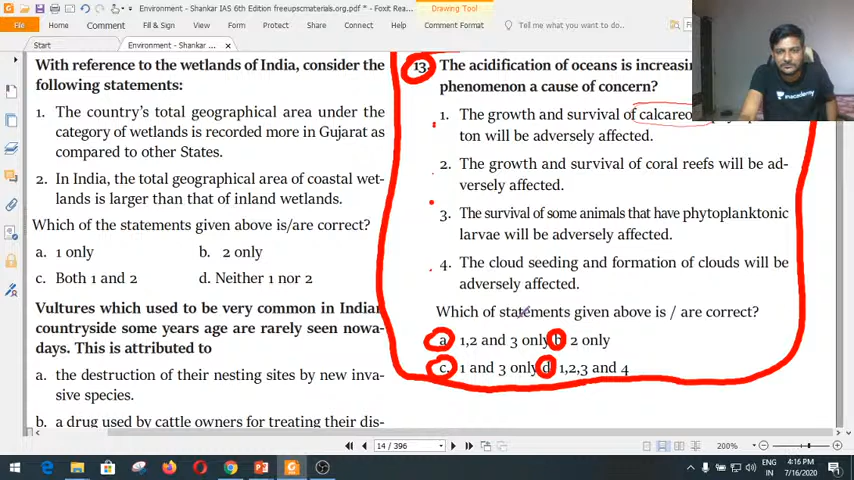 Environment - Shankar IAS 6th Edition freeupscmaterials.org.pdf * - Foxit Reader
Drawing Tool
File
Home
Comment
Fill & Sign
Form
Protect
Share
Connect
Help
Comment Format
Tell me what you want to do...
Start
Environment - Shankar ...
With reference to the wetlands of India, consider the
following statements:
1. The country's total geographical area under the
category of wetlands is recorded more in Gujarat as
compared to other States.
2. In India, the total geographical area of coastal wet-
lands is larger than that of inland wetlands.
Which of the statements given above is/are correct?
a. 1 only b. 2 only
c. Both 1 and 2 d. Neither 1 nor 2
Vultures which used to be very common in Indian
countryside some years age are rarely seen nowa-
days. This is attributed to
a. the destruction of their nesting sites by new inva-
sive species.
b. a drug used by cattle owners for treating their dis-
13. The acidification of oceans is increasin
phenomenon a cause of concern?
1. The growth and survival of calcareo
ton will be adversely affected.
2. The growth and survival of coral reefs will be ad-
versely affected.
3. The survival of some animals that have phytoplanktonic
larvae will be adversely affected.
4. The cloud seeding and formation of clouds will be
adversely affected.
Which of statements given above is / are correct?
a. 1,2 and 3 only b. 2 only
c. 1 and 3 only d. 1,2,3 and 4
unacademy
14 / 396
200%
ENG
IN
4:16 PM
7/16/2020